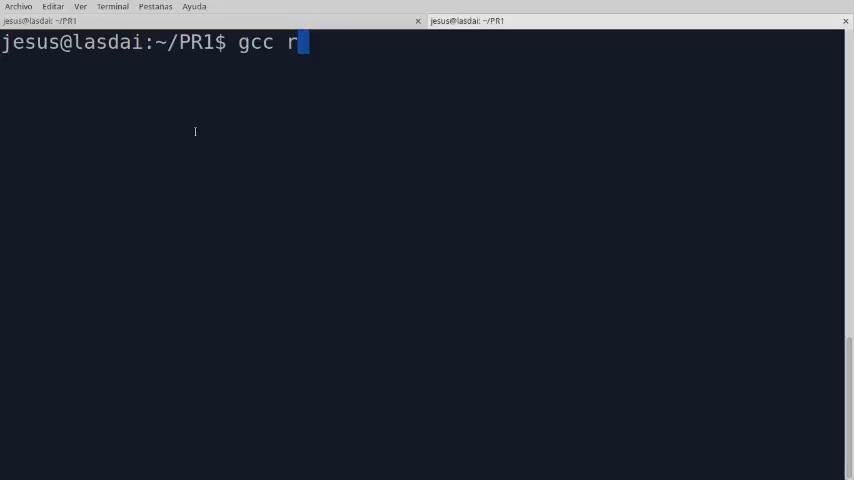 Archivo Editar Ver Terminal Pestañas Ayuda
jesus@lasdai: ~/PR1 × jesus@lasdai: ~/PR1 ×
jesus@lasdai:~/PR1$ gcc r